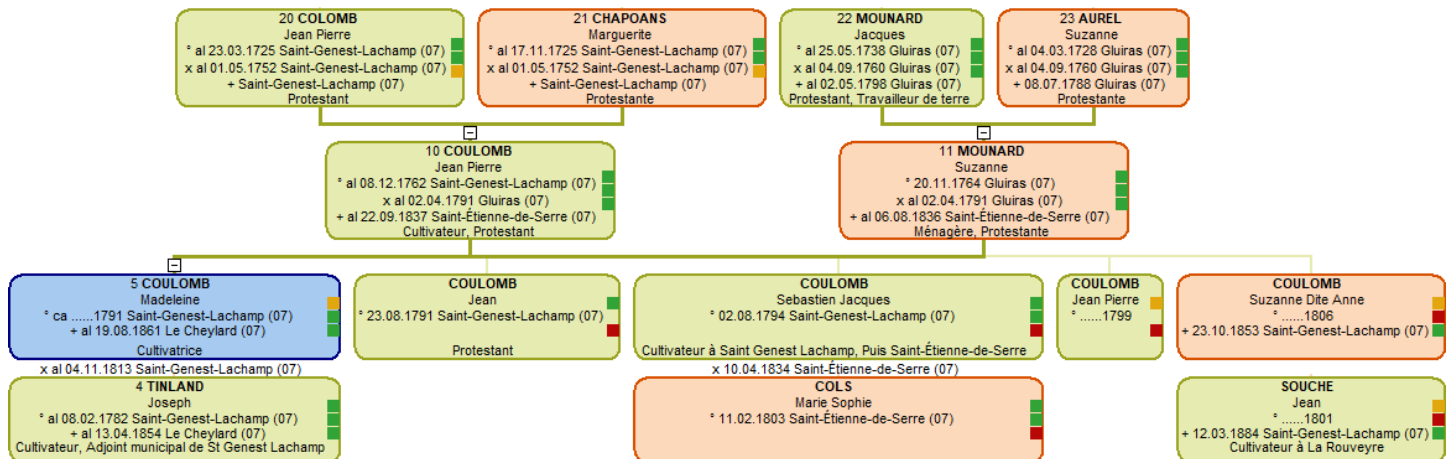 20 COLOMB
Jean Pierre
° al 23.03.1725 Saint-Genest-Lachamp (07)
x al 01.05.1752 Saint-Genest-Lachamp (07)
+ Saint-Genest-Lachamp (07)
Protestant
21 CHAPOANS
Marguerite
° al 17.11.1725 Saint-Genest-Lachamp (07)
x al 01.05.1752 Saint-Genest-Lachamp (07)
+ Saint-Genest-Lachamp (07)
Protestante
22 MOUNARD
Jacques
° al 25.05.1738 Gluiras (07)
x al 04.09.1760 Gluiras (07)
+ al 02.05.1798 Gluiras (07)
Protestant, Travailleur de terre
23 AUREL
Suzanne
° al 04.03.1728 Gluiras (07)
x al 04.09.1760 Gluiras (07)
+ 08.07.1788 Gluiras (07)
Protestante
10 COULOMB
Jean Pierre
° al 08.12.1762 Saint-Genest-Lachamp (07)
x al 02.04.1791 Gluiras (07)
+ al 22.09.1837 Saint-Étienne-de-Serre (07)
Cultivateur, Protestant
11 MOUNARD
Suzanne
° 20.11.1764 Gluiras (07)
x al 02.04.1791 Gluiras (07)
+ al 06.08.1836 Saint-Étienne-de-Serre (07)
Ménagère, Protestante
5 COULOMB
Madeleine
° ca ......1791 Saint-Genest-Lachamp (07)
+ al 19.08.1861 Le Cheylard (07)
Cultivatrice
x al 04.11.1813 Saint-Genest-Lachamp (07)
4 TINLAND
Joseph
° al 08.02.1782 Saint-Genest-Lachamp (07)
+ al 13.04.1854 Le Cheylard (07)
Cultivateur, Adjoint municipal de St Genest Lachamp
COULOMB
Jean
° 23.08.1791 Saint-Genest-Lachamp (07)
Protestant
COULOMB
Sebastien Jacques
° 02.08.1794 Saint-Genest-Lachamp (07)
Cultivateur à Saint Genest Lachamp, Puis Saint-Étienne-de-Serre
x 10.04.1834 Saint-Étienne-de-Serre (07)
COLS
Marie Sophie
° 11.02.1803 Saint-Étienne-de-Serre (07)
COULOMB
Jean Pierre
° ......1799
COULOMB
Suzanne Dite Anne
° ......1806
+ 23.10.1853 Saint-Genest-Lachamp (07)
SOUCHE
Jean
° ......1801
+ 12.03.1884 Saint-Genest-Lachamp (07)
Cultivateur à La Rouveyre